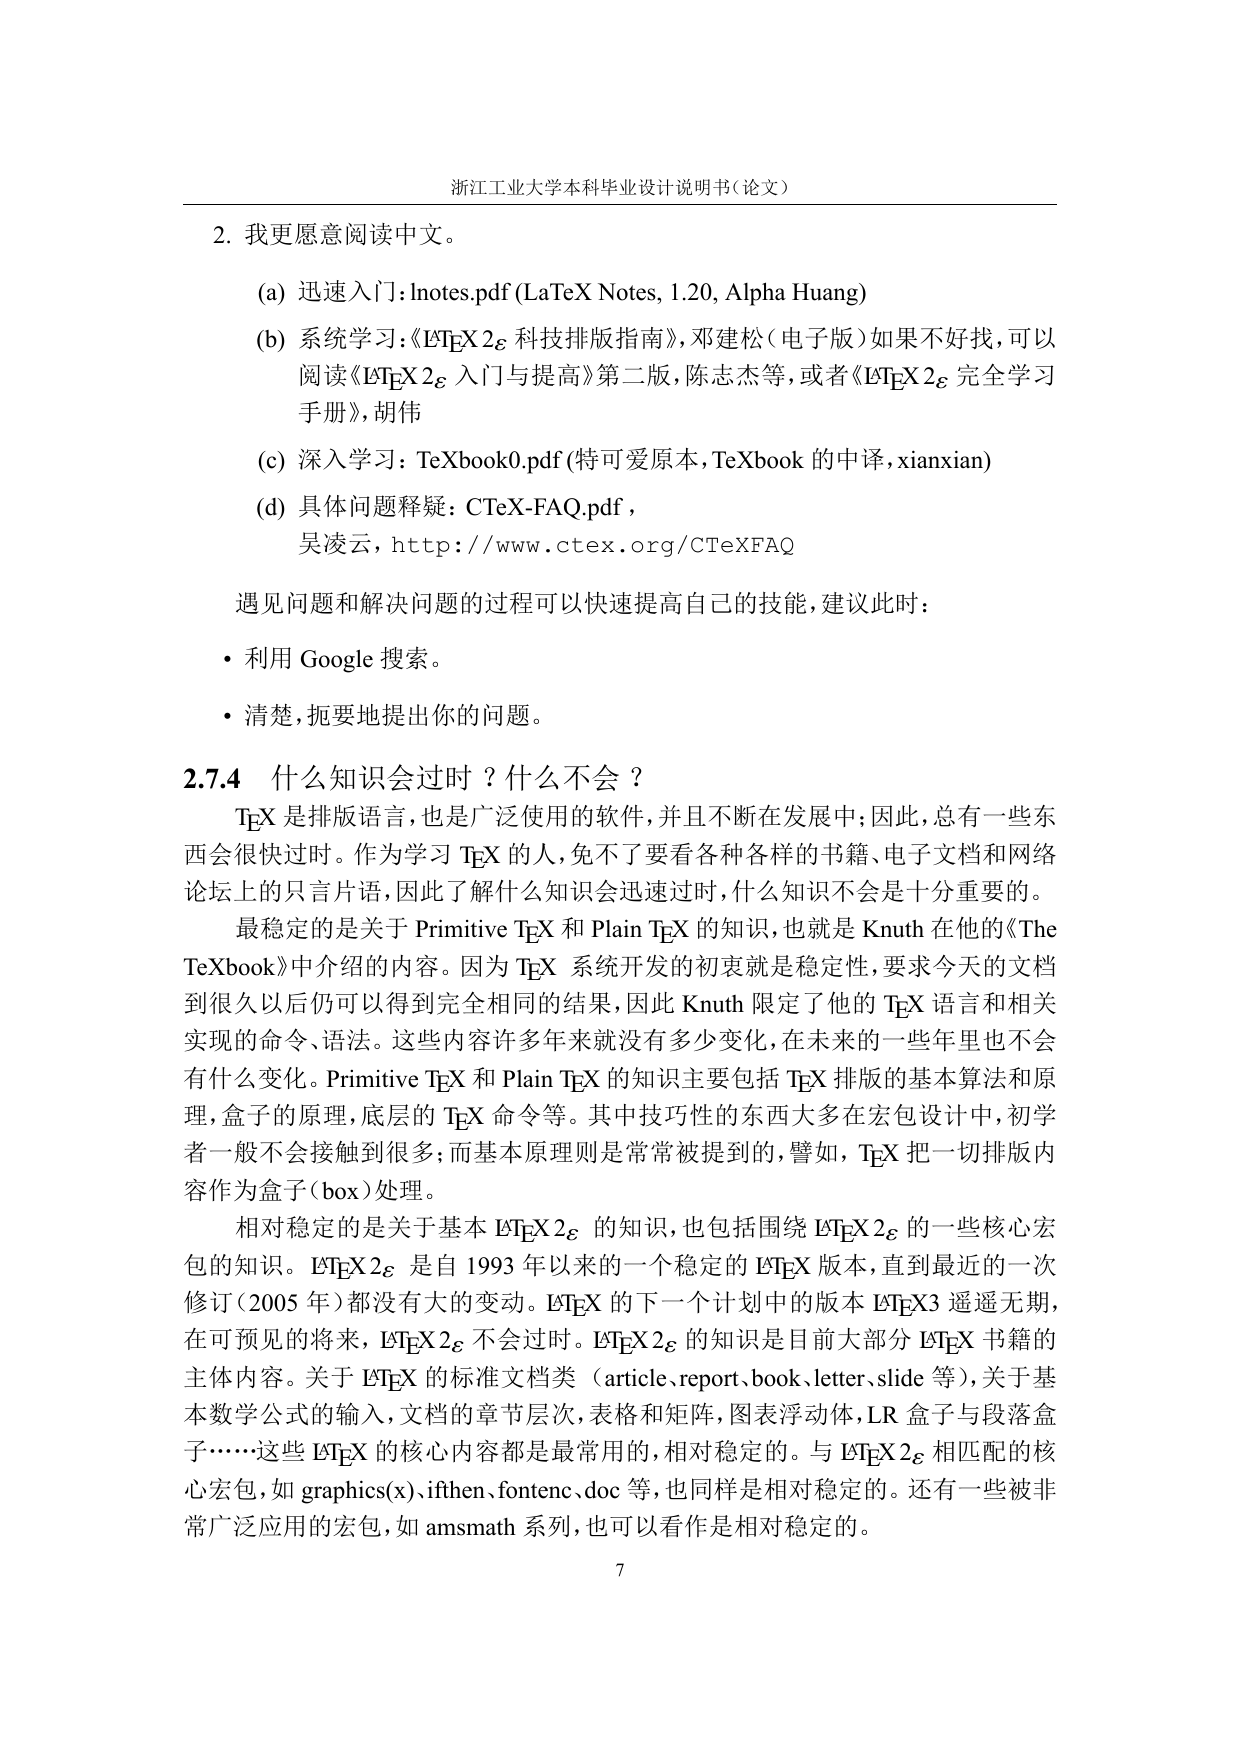 浙江工业大学本科毕业设计说明书（论文）
2. 我更愿意阅读中文。
(a) 迅速入门：lnotes.pdf (LaTeX Notes, 1.20, Alpha Huang)
(b) 系统学习：《LATEX 2ε 科技排版指南》，邓建松（电子版）如果不好找，可以
阅读《LATEX 2ε 入门与提高》第二版，陈志杰等，或者《LATEX 2ε 完全学习
手册》，胡伟
(c) 深入学习：TeXbook0.pdf (特可爱原本，TeXbook 的中译，xianxian)
(d) 具体问题释疑：CTeX-FAQ.pdf ，
吴凌云，http://www.ctex.org/CTeXFAQ
遇见问题和解决问题的过程可以快速提高自己的技能，建议此时：
• 利用 Google 搜索。
• 清楚，扼要地提出你的问题。
2.7.4 什么知识会过时？什么不会？
TEX 是排版语言，也是广泛使用的软件，并且不断在发展中；因此，总有一些东
西会很快过时。作为学习 TEX 的人，免不了要看各种各样的书籍、电子文档和网络
论坛上的只言片语，因此了解什么知识会迅速过时，什么知识不会是十分重要的。
最稳定的是关于 Primitive TEX 和 Plain TEX 的知识，也就是 Knuth 在他的《The
TeXbook》中介绍的内容。因为 TEX 系统开发的初衷就是稳定性，要求今天的文档
到很久以后仍可以得到完全相同的结果，因此 Knuth 限定了他的 TEX 语言和相关
实现的命令、语法。这些内容许多年来就没有多少变化，在未来的一些年里也不会
有什么变化。Primitive TEX 和 Plain TEX 的知识主要包括 TEX 排版的基本算法和原
理，盒子的原理，底层的 TEX 命令等。其中技巧性的东西大多在宏包设计中，初学
者一般不会接触到很多；而基本原理则是常常被提到的，譬如，TEX 把一切排版内
容作为盒子（box）处理。
相对稳定的是关于基本 LATEX 2ε 的知识，也包括围绕 LATEX 2ε 的一些核心宏
包的知识。LATEX 2ε 是自 1993 年以来的一个稳定的 LATEX 版本，直到最近的一次
修订（2005 年）都没有大的变动。LATEX 的下一个计划中的版本 LATEX3 遥遥无期，
在可预见的将来，LATEX 2ε 不会过时。LATEX 2ε 的知识是目前大部分 LATEX 书籍的
主体内容。关于 LATEX 的标准文档类（article、report、book、letter、slide 等），关于基
本数学公式的输入，文档的章节层次，表格和矩阵，图表浮动体，LR 盒子与段落盒
子……这些 LATEX 的核心内容都是最常用的，相对稳定的。与 LATEX 2ε 相匹配的核
心宏包，如 graphics(x)、ifthen、fontenc、doc 等，也同样是相对稳定的。还有一些被非
常广泛应用的宏包，如 amsmath 系列，也可以看作是相对稳定的。
7